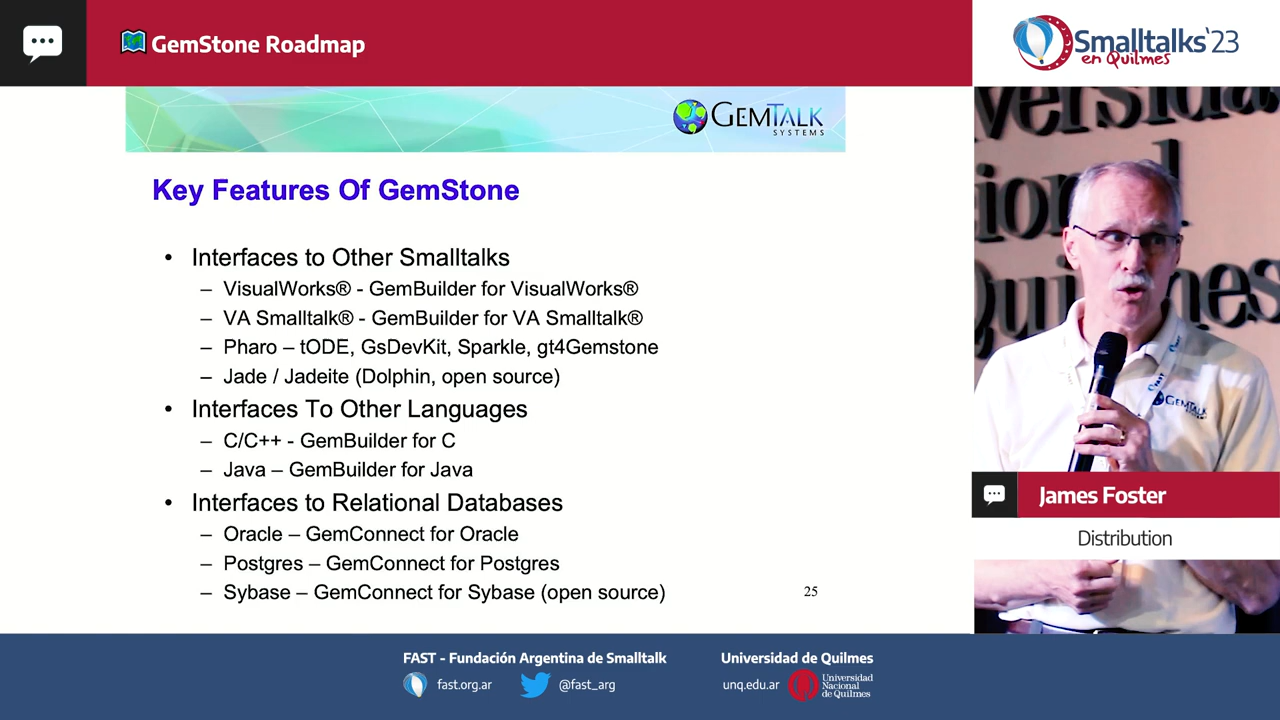 GemStone Roadmap
Smalltalks'23
en Quilmes
GEMTALK
SYSTEMS
Key Features Of GemStone
• Interfaces to Other Smalltalks
– VisualWorks® - GemBuilder for VisualWorks®
– VA Smalltalk® - GemBuilder for VA Smalltalk®
– Pharo – tODE, GsDevKit, Sparkle, gt4Gemstone
– Jade / Jadeite (Dolphin, open source)
• Interfaces To Other Languages
– C/C++ - GemBuilder for C
– Java – GemBuilder for Java
• Interfaces to Relational Databases
– Oracle – GemConnect for Oracle
– Postgres – GemConnect for Postgres
– Sybase – GemConnect for Sybase (open source)
25
GEMTALK
James Foster
Distribution
FAST - Fundación Argentina de Smalltalk
fast.org.ar
@fast_arg
Universidad de Quilmes
unq.edu.ar
Universidad
Nacional
de Quilmes